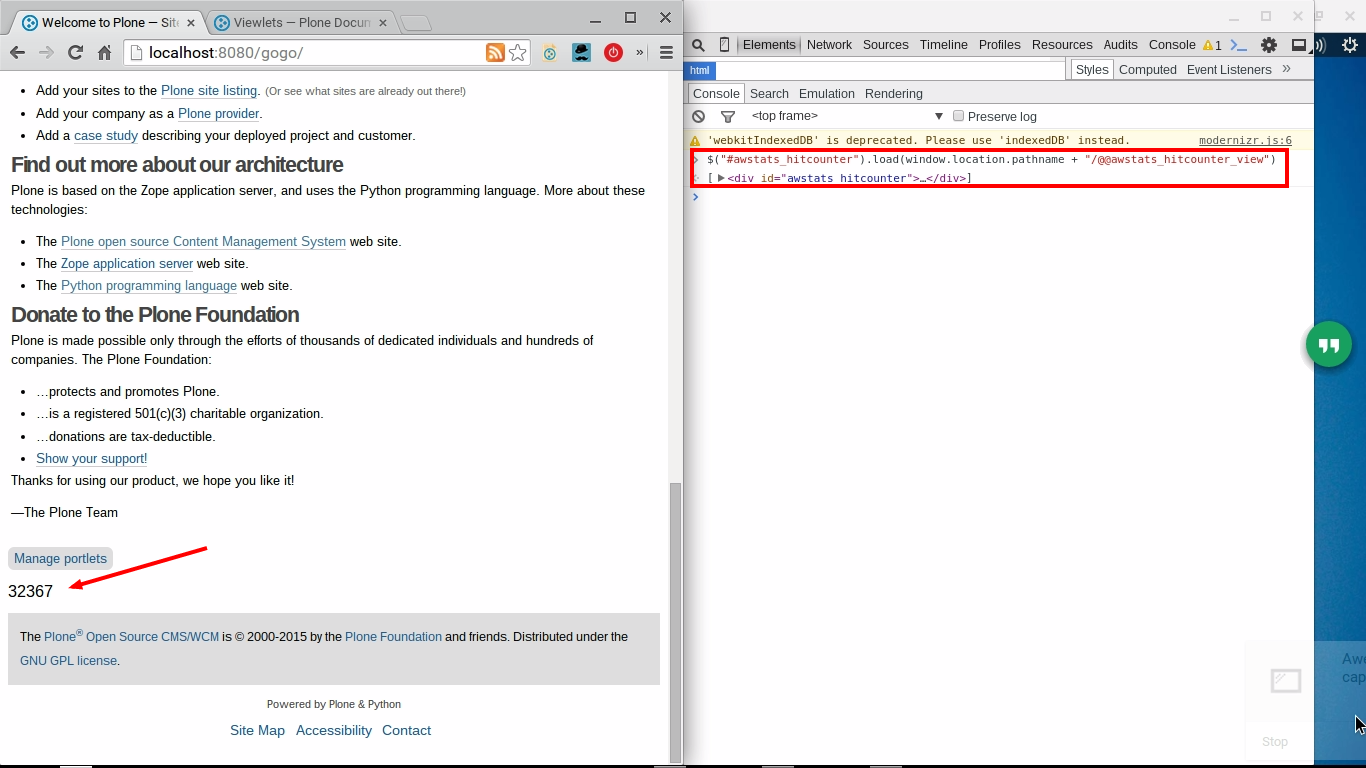 Welcome to Plone — Sit
Viewlets — Plone Docum
localhost:8080/gogo/
»
Add your sites to the Plone site listing. (Or see what sites are already out there!)
Add your company as a Plone provider.
Add a case study describing your deployed project and customer.
Find out more about our architecture
Plone is based on the Zope application server, and uses the Python programming language. More about these
technologies:
The Plone open source Content Management System web site.
The Zope application server web site.
The Python programming language web site.
Donate to the Plone Foundation
Plone is made possible only through the efforts of thousands of dedicated individuals and hundreds of
companies. The Plone Foundation:
…protects and promotes Plone.
…is a registered 501(c)(3) charitable organization.
…donations are tax-deductible.
Show your support!
Thanks for using our product, we hope you like it!
—The Plone Team
Manage portlets
32367
The Plone® Open Source CMS/WCM is © 2000-2015 by the Plone Foundation and friends. Distributed under the
GNU GPL license.
Powered by Plone & Python
Site Map Accessibility Contact
Elements Network Sources Timeline Profiles Resources Audits Console 1
html
Styles Computed Event Listeners »
Console Search Emulation Rendering
<top frame> ▼ Preserve log
'webkitIndexedDB' is deprecated. Please use 'indexedDB' instead. modernizr.js:6
$("#awstats_hitcounter").load(window.location.pathname + "/@@awstats_hitcounter_view")
[ ▶<div id="awstats_hitcounter">…</div>]
Awe
cap
Stop